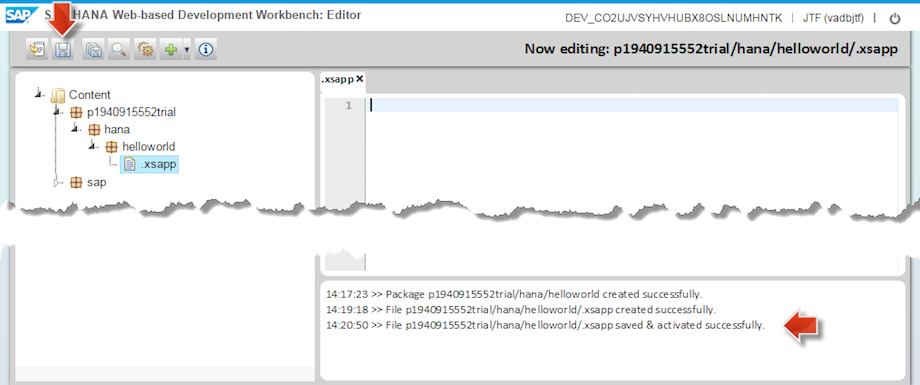 SAP HANA Web-based Development Workbench: Editor
DEV_CO2UJVSYHVHUBX8OSLNUMHNTK | JTF (vadbjtf) |
Now editing: p1940915552trial/hana/helloworld/.xsapp
Content
p1940915552trial
hana
helloworld
.xsapp
sap
.xsapp ×
1
14:17:23 >> Package p1940915552trial/hana/helloworld created successfully.
14:19:18 >> File p1940915552trial/hana/helloworld/.xsapp created successfully.
14:20:50 >> File p1940915552trial/hana/helloworld/.xsapp saved & activated successfully.